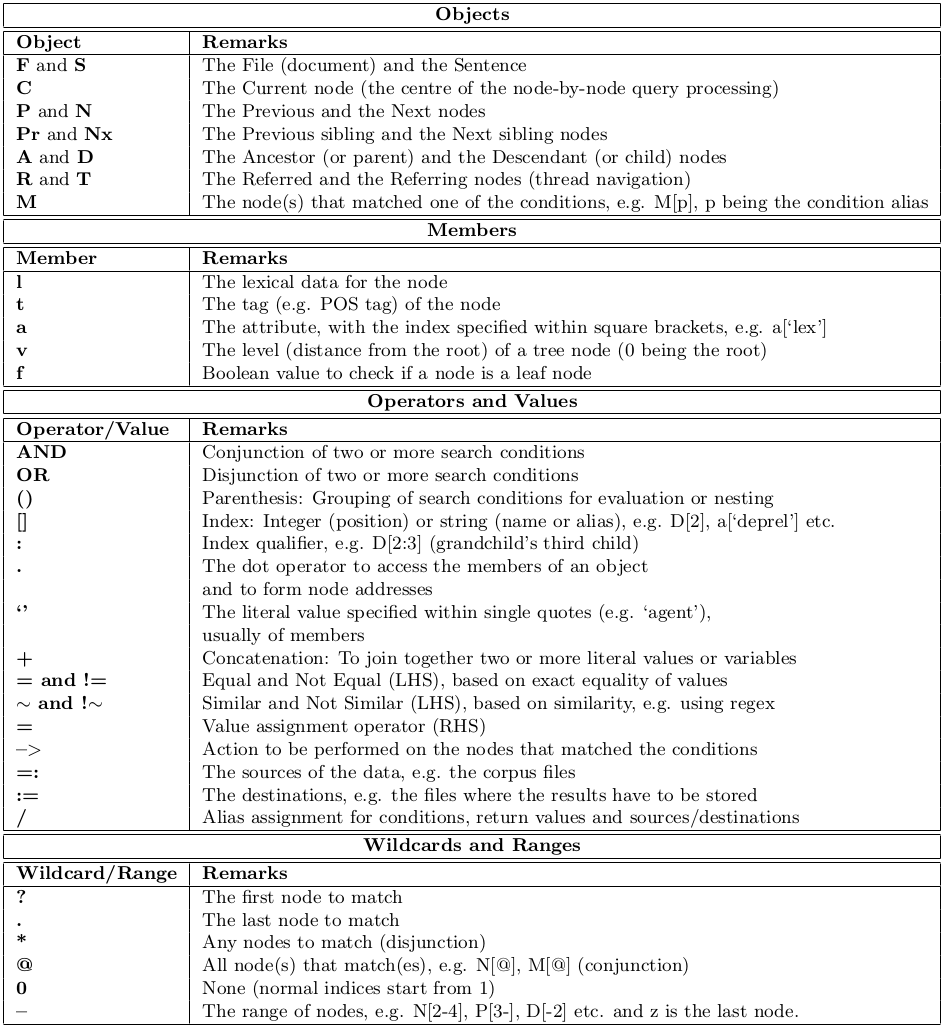 Objects
Object Remarks
F and S The File (document) and the Sentence
C The Current node (the centre of the node-by-node query processing)
P and N The Previous and the Next nodes
Pr and Nx The Previous sibling and the Next sibling nodes
A and D The Ancestor (or parent) and the Descendant (or child) nodes
R and T The Referred and the Referring nodes (thread navigation)
M The node(s) that matched one of the conditions, e.g. M[p], p being the condition alias
Members
Member Remarks
l The lexical data for the node
t The tag (e.g. POS tag) of the node
a The attribute, with the index specified within square brackets, e.g. a[‘lex’]
v The level (distance from the root) of a tree node (0 being the root)
f Boolean value to check if a node is a leaf node
Operators and Values
Operator/Value Remarks
AND Conjunction of two or more search conditions
OR Disjunction of two or more search conditions
() Parenthesis: Grouping of search conditions for evaluation or nesting
[] Index: Integer (position) or string (name or alias), e.g. D[2], a[‘deprel’] etc.
: Index qualifier, e.g. D[2:3] (grandchild’s third child)
. The dot operator to access the members of an object
and to form node addresses
‘’ The literal value specified within single quotes (e.g. ‘agent’),
usually of members
+ Concatenation: To join together two or more literal values or variables
= and != Equal and Not Equal (LHS), based on exact equality of values
∼ and !∼ Similar and Not Similar (LHS), based on similarity, e.g. using regex
= Value assignment operator (RHS)
–> Action to be performed on the nodes that matched the conditions
=: The sources of the data, e.g. the corpus files
:= The destinations, e.g. the files where the results have to be stored
/ Alias assignment for conditions, return values and sources/destinations
Wildcards and Ranges
Wildcard/Range Remarks
? The first node to match
. The last node to match
* Any nodes to match (disjunction)
@ All node(s) that match(es), e.g. N[@], M[@] (conjunction)
0 None (normal indices start from 1)
– The range of nodes, e.g. N[2-4], P[3-], D[-2] etc. and z is the last node.